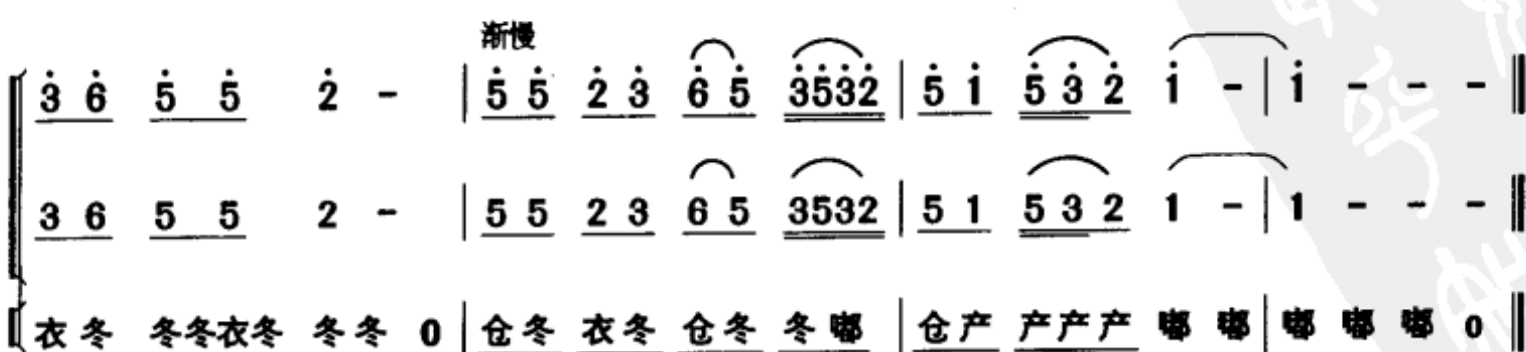 渐慢
3 6 5 5 2 - | 5 5 2 3 6 5 3532 | 5 1 5 3 2 1 - | 1 - - - ‖
3 6 5 5 2 - | 5 5 2 3 6 5 3532 | 5 1 5 3 2 1 - | 1 - - - ‖
衣冬 冬冬衣冬 冬冬 0 | 仓冬 衣冬 仓冬 冬嘟 | 仓产 产产产 嘟 嘟 | 嘟 嘟 嘟 0 ‖